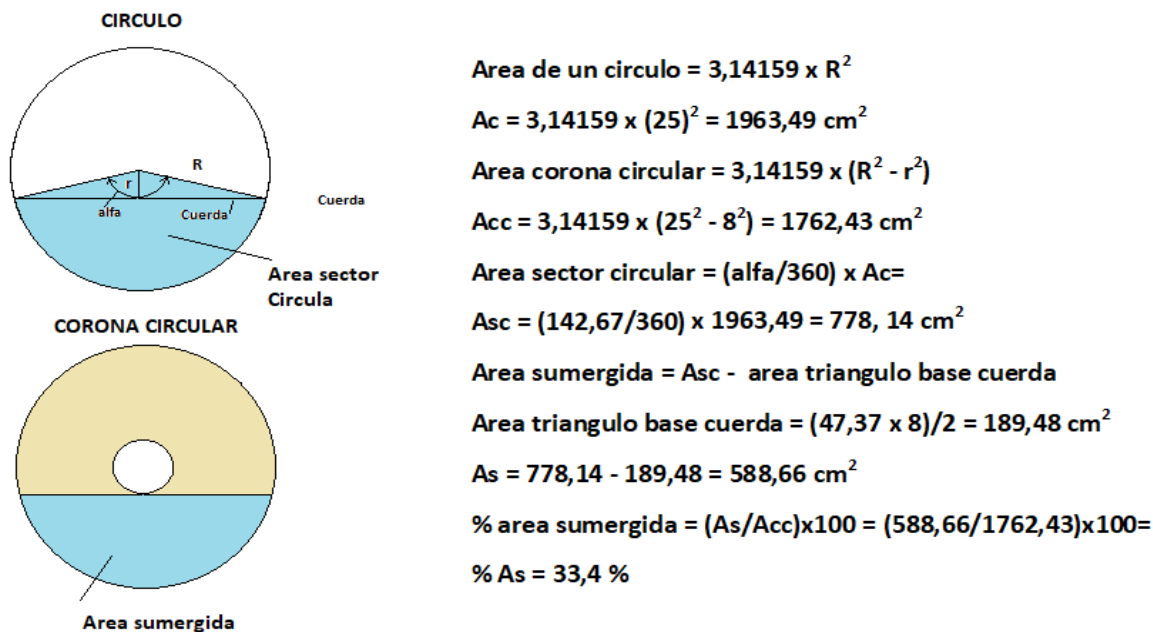 CIRCULO
R
r
alfa
Cuerda
Cuerda
Area sector
Circula
CORONA CIRCULAR
Area sumergida
Area de un circulo = 3,14159 x R²
Ac = 3,14159 x (25)² = 1963,49 cm²
Area corona circular = 3,14159 x (R² - r²)
Acc = 3,14159 x (25² - 8²) = 1762,43 cm²
Area sector circular = (alfa/360) x Ac=
Asc = (142,67/360) x 1963,49 = 778, 14 cm²
Area sumergida = Asc - area triangulo base cuerda
Area triangulo base cuerda = (47,37 x 8)/2 = 189,48 cm²
As = 778,14 - 189,48 = 588,66 cm²
% area sumergida = (As/Acc)x100 = (588,66/1762,43)x100=
% As = 33,4 %